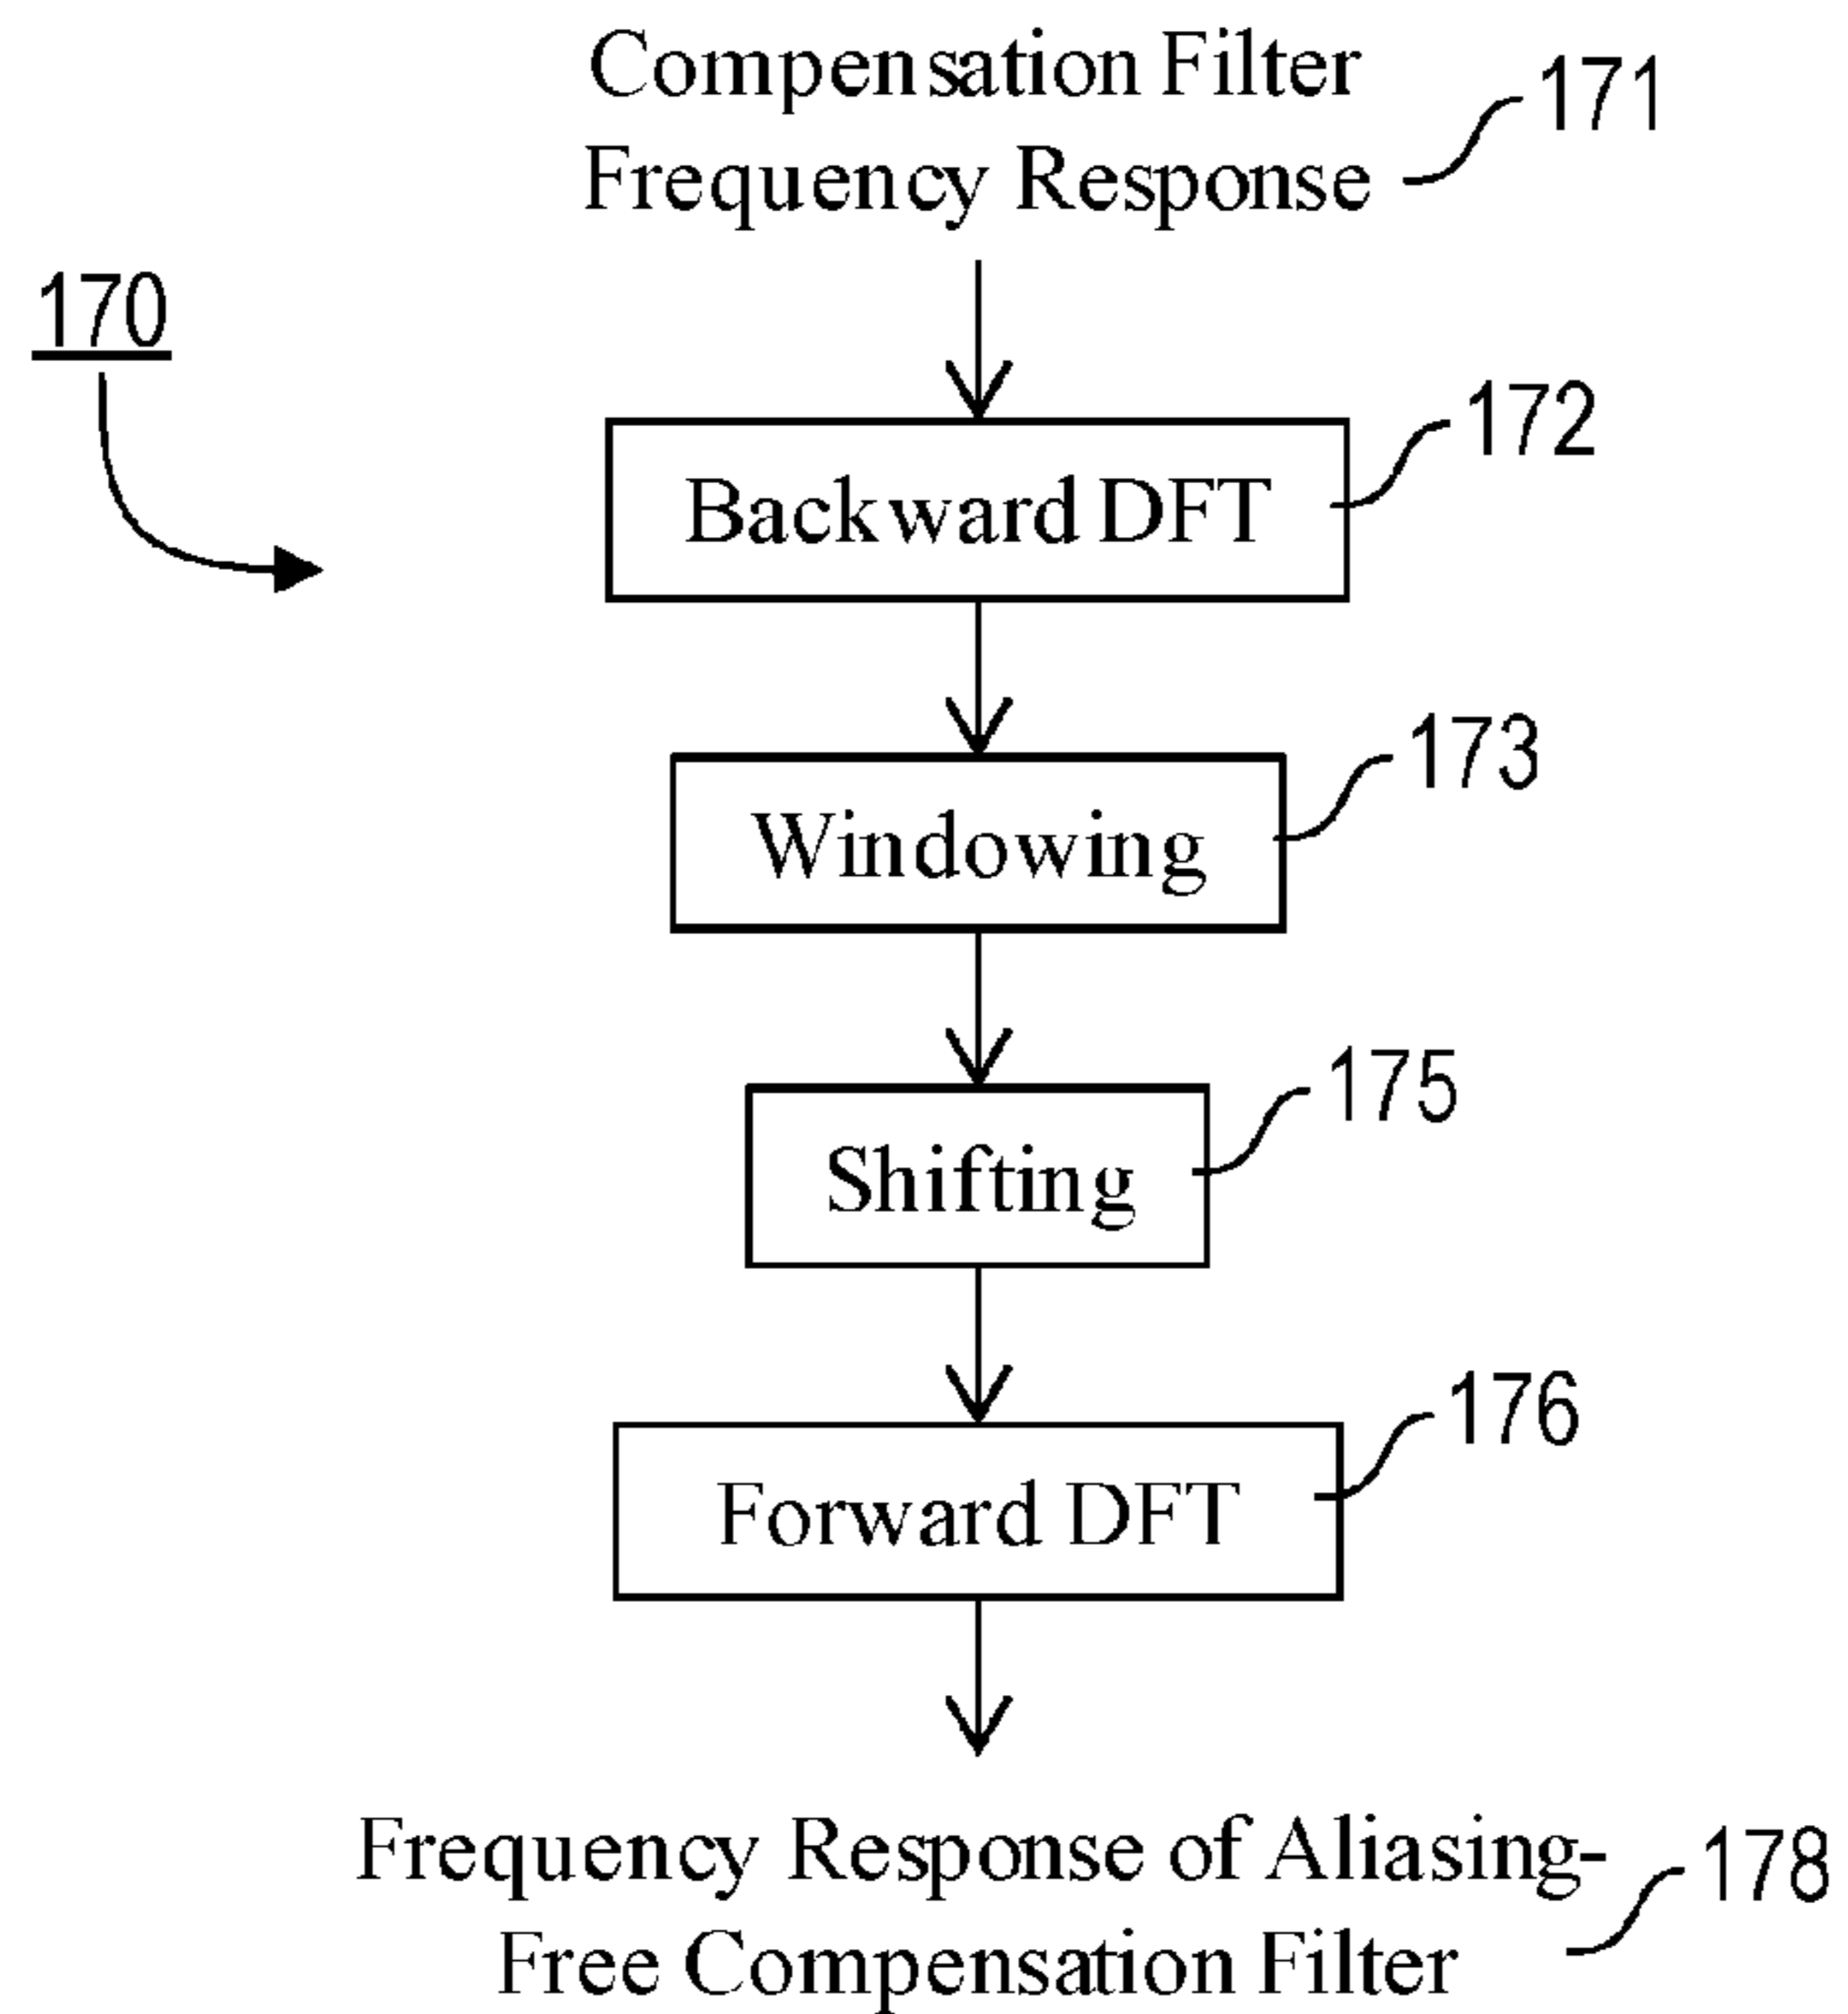 Compensation Filter
Frequency Response
171
170
172
Backward DFT
173
Windowing
175
Shifting
176
Forward DFT
Frequency Response of Aliasing-
178
Free Compensation Filter